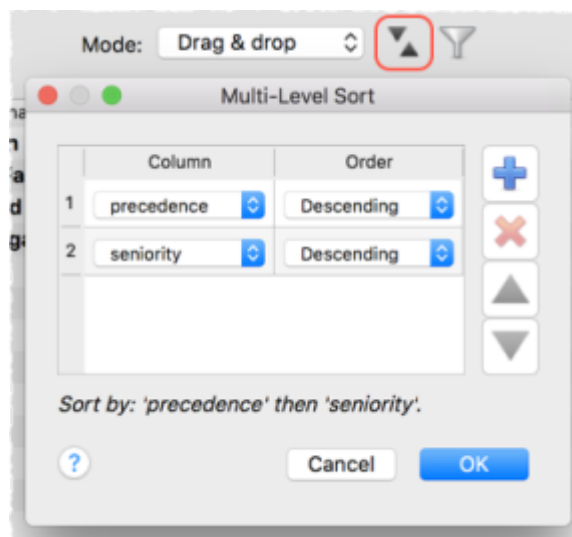 Mode: Drag & drop
Multi-Level Sort
Column Order
1 precedence Descending
2 seniority Descending
Sort by: 'precedence' then 'seniority'.
? Cancel OK